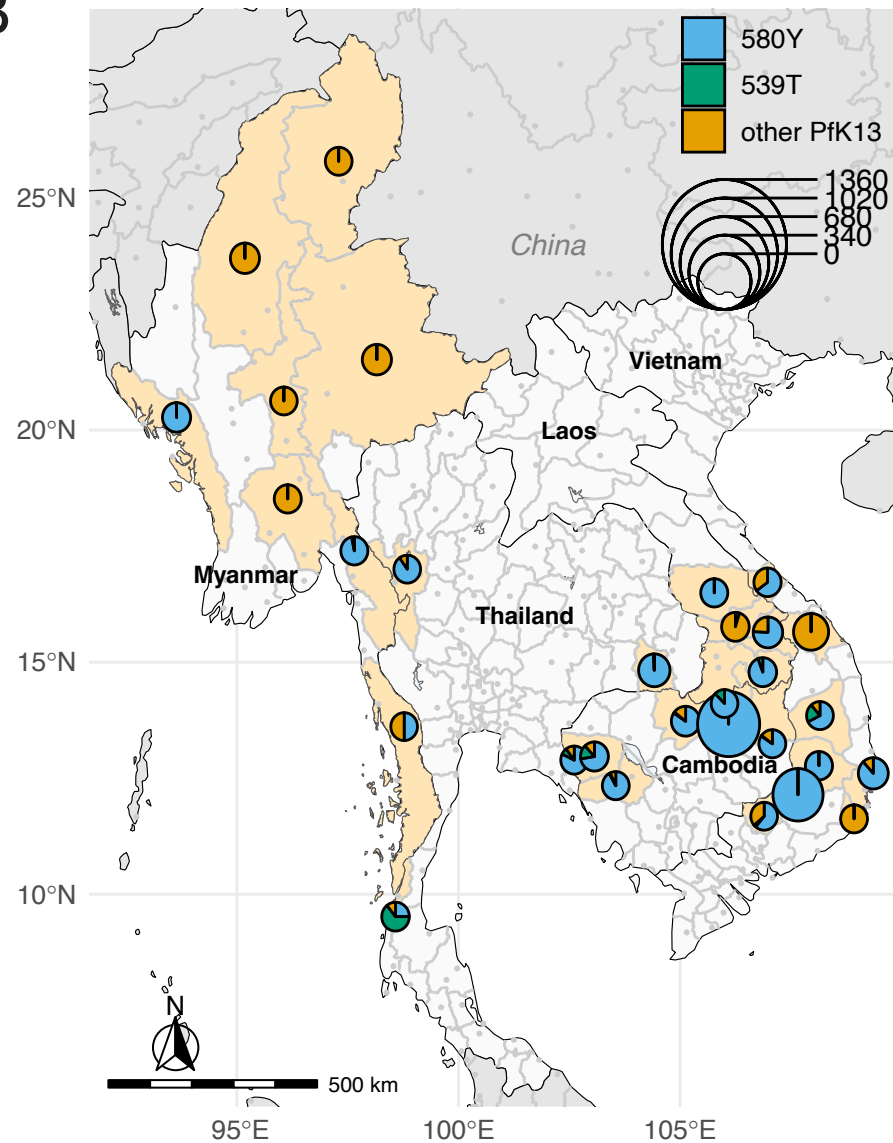 B
580Y
539T
other PfK13
1360
1020
680
340
0
25°N
China
Vietnam
20°N
Laos
Myanmar
Thailand
15°N
Cambodia
10°N
N
500 km
95°E
100°E
105°E